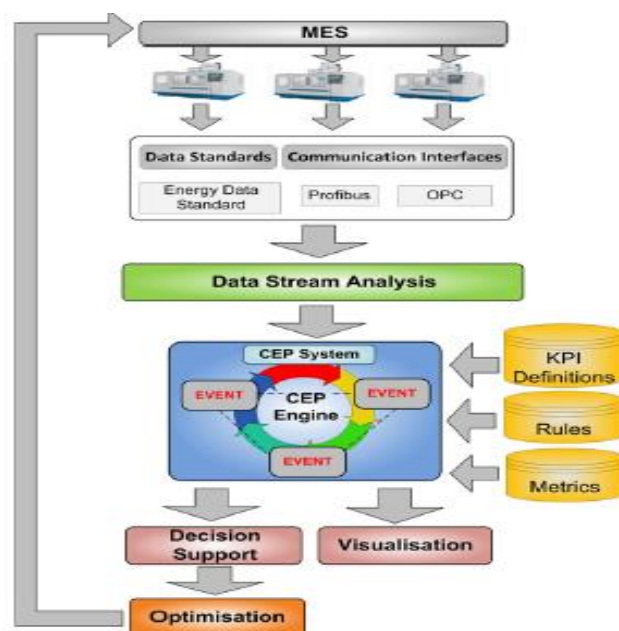 MES
Data Standards
Communication Interfaces
Energy Data
Standard
Profibus
OPC
Data Stream Analysis
CEP System
EVENT
CEP
Engine
EVENT
EVENT
KPI
Definitions
Rules
Metrics
Decision
Support
Visualisation
Optimisation